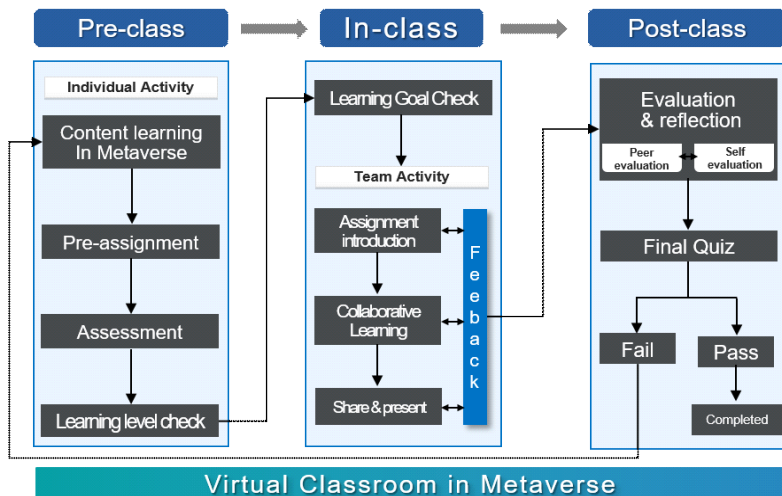 Pre-class
In-class
Post-class
Individual Activity
Content learning
In Metaverse
Pre-assignment
Assessment
Learning level check
Learning Goal Check
Team Activity
Assignment
introduction
Collaborative
Learning
Share & present
Feeback
Evaluation
& reflection
Peer
evaluation
Self
evaluation
Final Quiz
Fail
Pass
Completed
Virtual Classroom in Metaverse